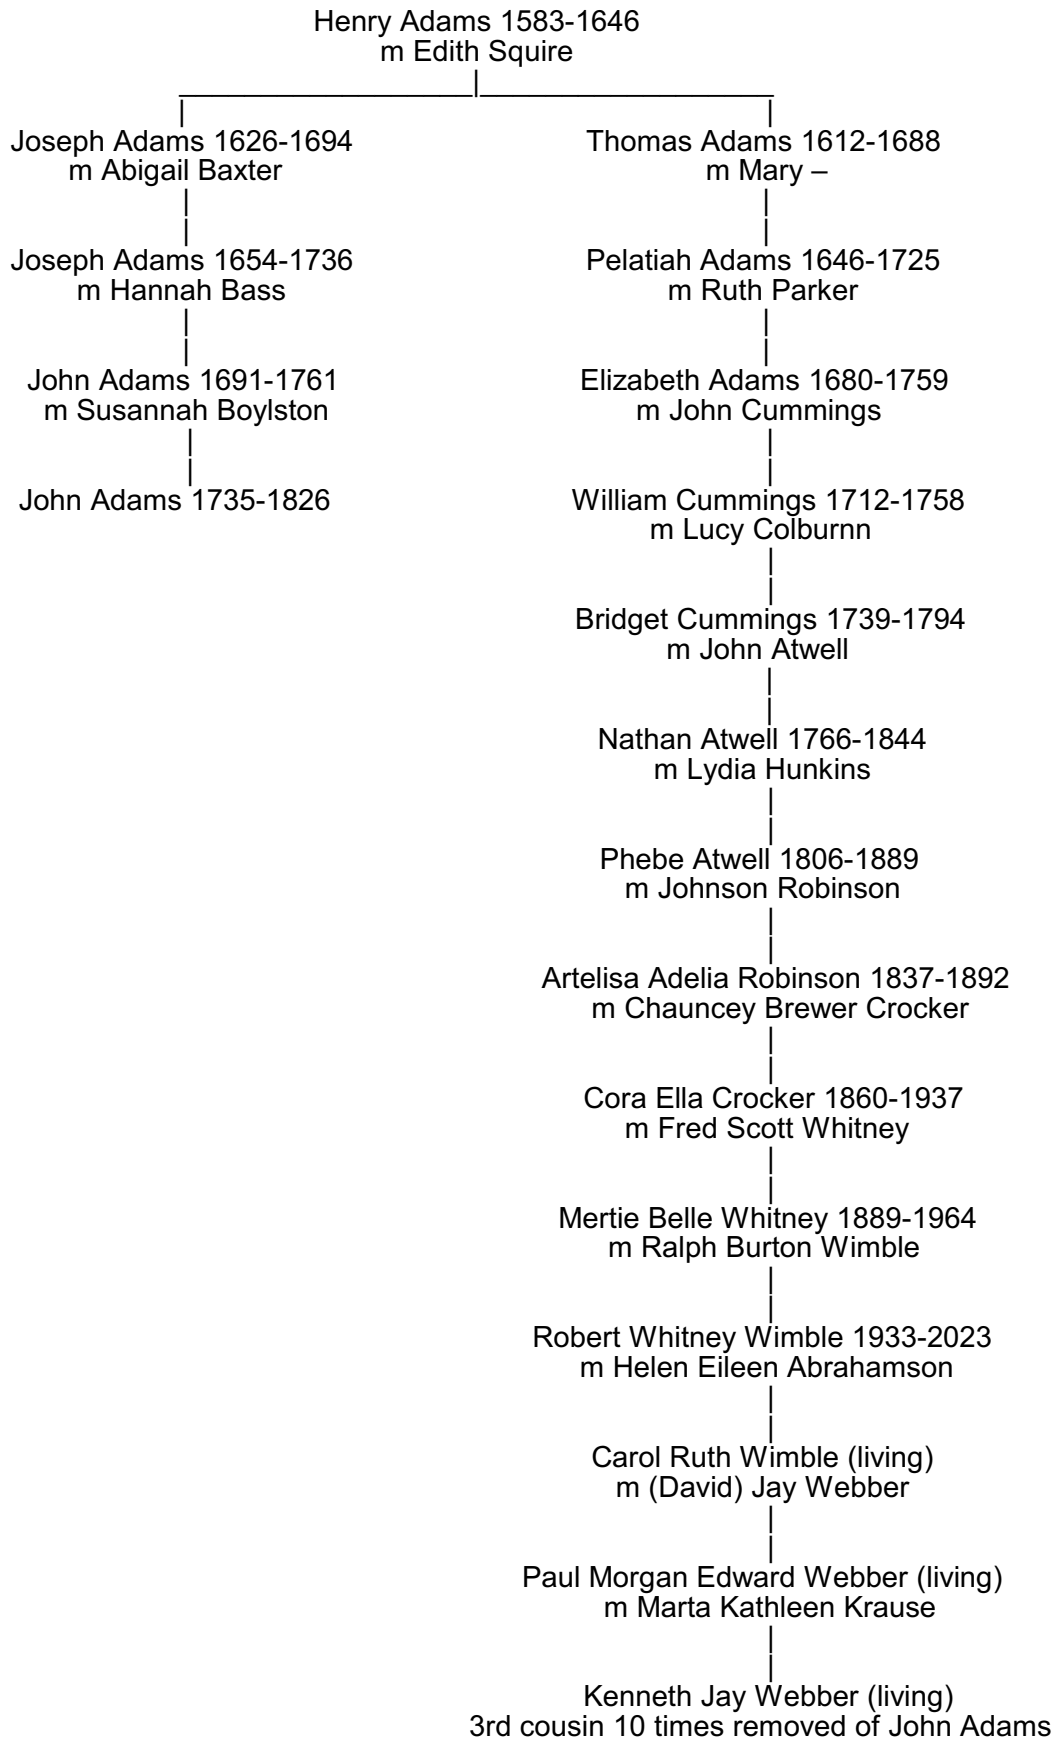 Henry Adams 1583-1646
m Edith Squire
Joseph Adams 1626-1694
m Abigail Baxter
Joseph Adams 1654-1736
m Hannah Bass
John Adams 1691-1761
m Susannah Boylston
John Adams 1735-1826
Thomas Adams 1612-1688
m Mary –
Pelatiah Adams 1646-1725
m Ruth Parker
Elizabeth Adams 1680-1759
m John Cummings
William Cummings 1712-1758
m Lucy Colburnn
Bridget Cummings 1739-1794
m John Atwell
Nathan Atwell 1766-1844
m Lydia Hunkins
Phebe Atwell 1806-1889
m Johnson Robinson
Artelisa Adelia Robinson 1837-1892
m Chauncey Brewer Crocker
Cora Ella Crocker 1860-1937
m Fred Scott Whitney
Mertie Belle Whitney 1889-1964
m Ralph Burton Wimble
Robert Whitney Wimble 1933-2023
m Helen Eileen Abrahamson
Carol Ruth Wimble (living)
m (David) Jay Webber
Paul Morgan Edward Webber (living)
m Marta Kathleen Krause
Kenneth Jay Webber (living)
3rd cousin 10 times removed of John Adams